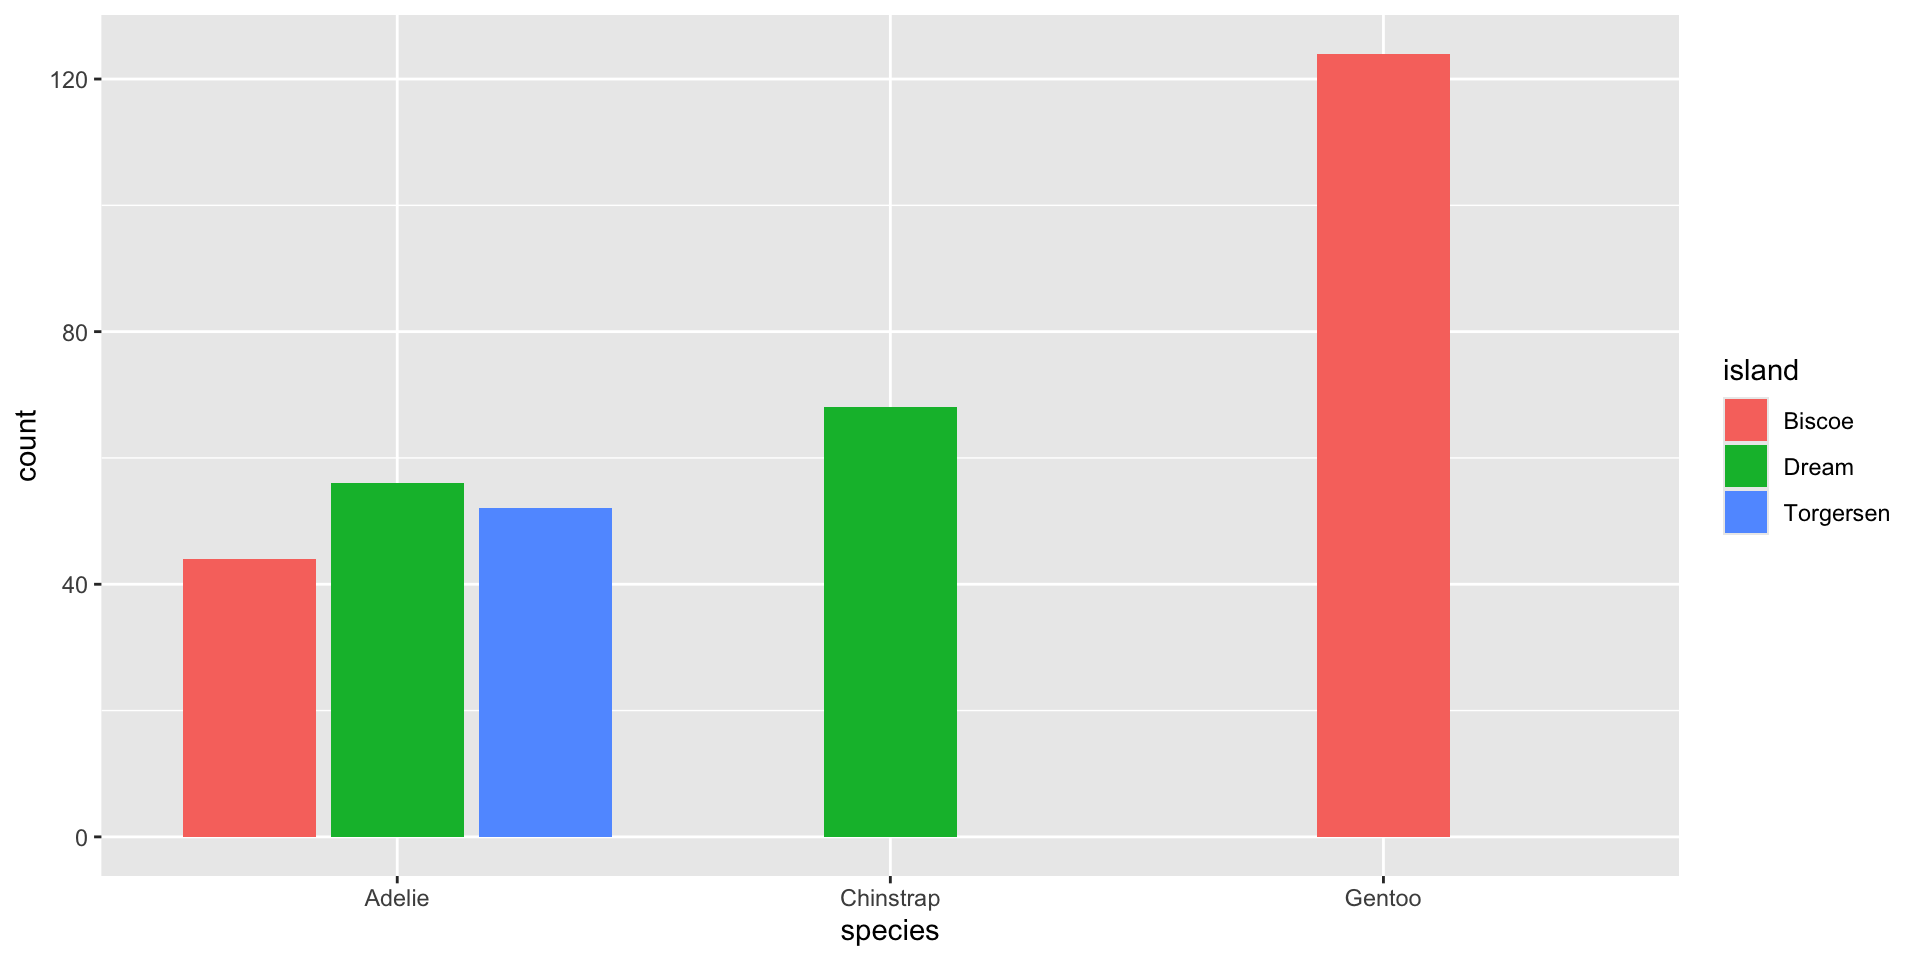 120
80
40
0
count
Adelie
Chinstrap
Gentoo
species
island
Biscoe
Dream
Torgersen